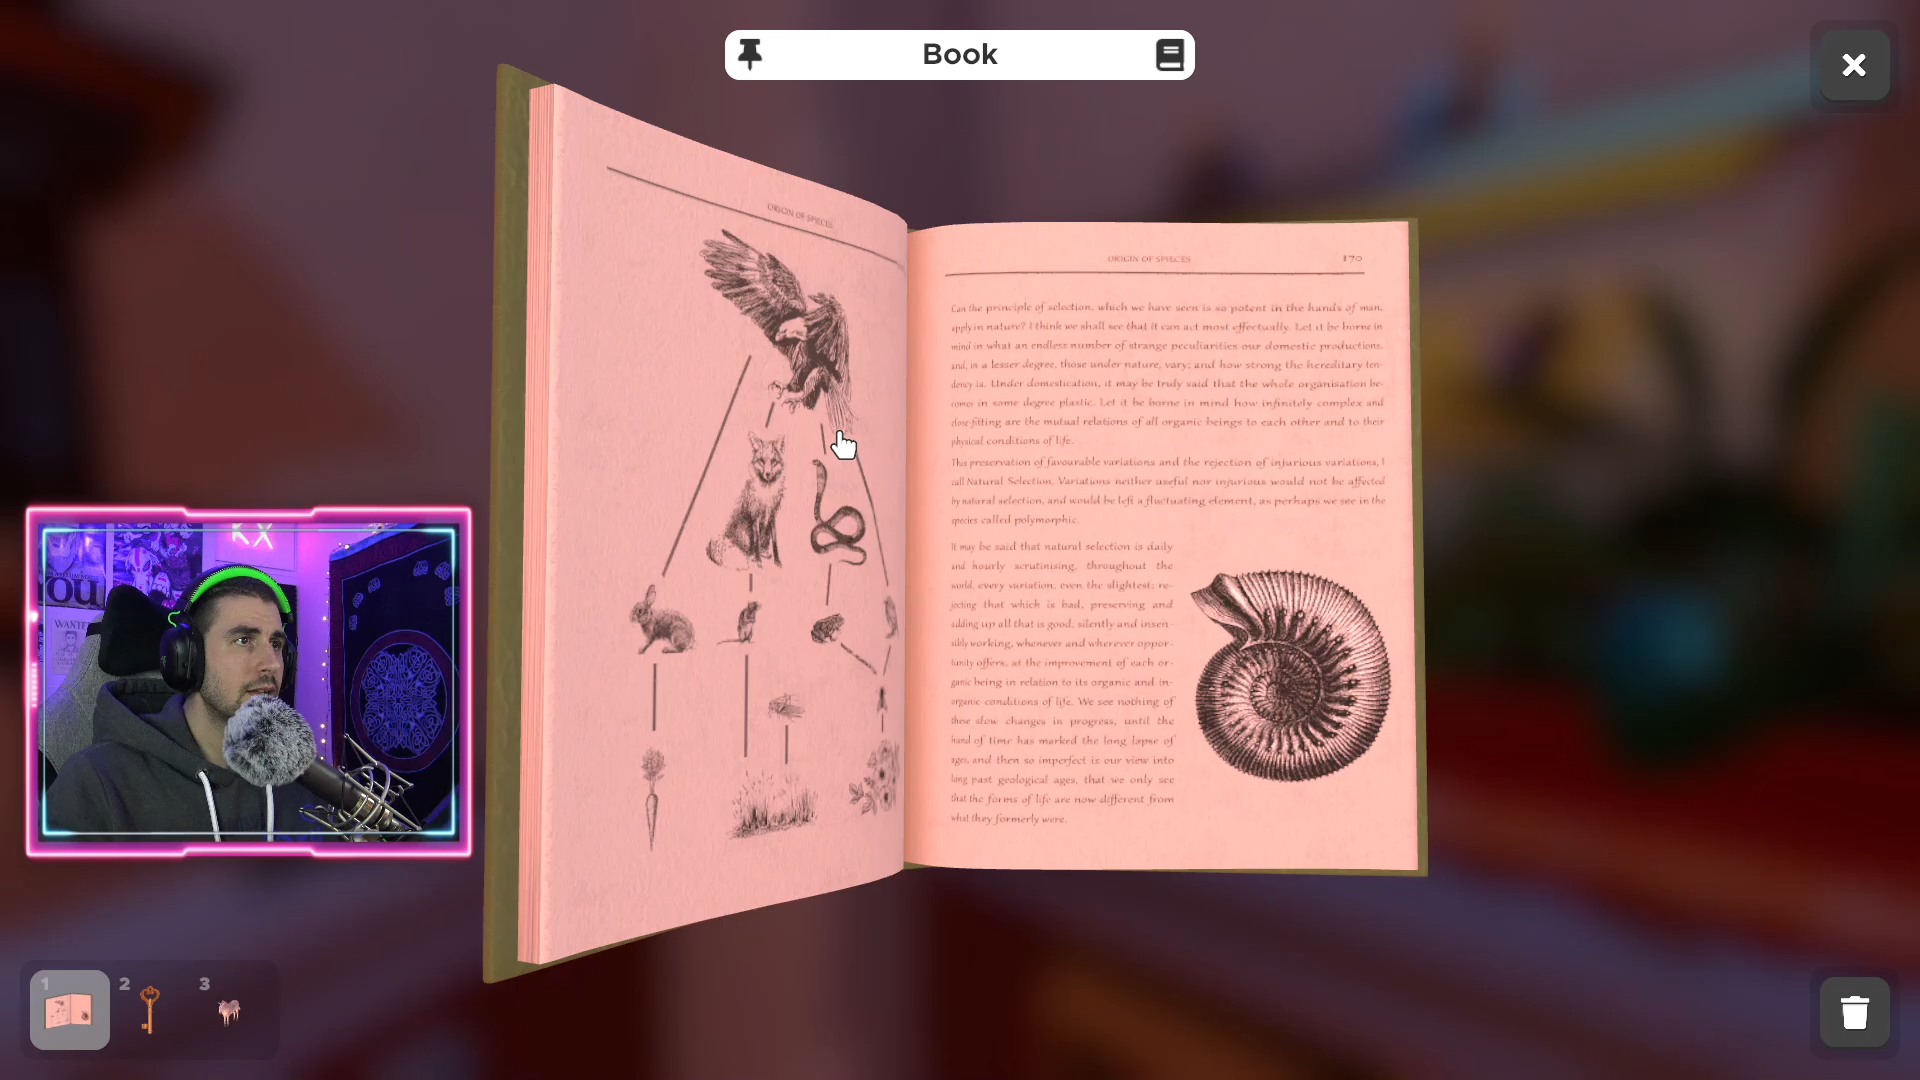 Book
ORIGIN OF SPIECES
ORIGIN OF SPIECES 170
Can the principle of selection, which we have seen is so potent in the hands of man,
apply in nature? I think we shall see that it can act most effectually. Let it be borne in
mind in what an endless number of strange peculiarities our domestic productions,
and, in a lesser degree, those under nature, vary; and how strong the hereditary ten-
dency is. Under domestication, it may be truly said that the whole organisation be-
comes in some degree plastic. Let it be borne in mind how infinitely complex and
close-fitting are the mutual relations of all organic beings to each other and to their
physical conditions of life.
This preservation of favourable variations and the rejection of injurious variations, I
call Natural Selection. Variations neither useful nor injurious would not be affected
by natural selection, and would be left a fluctuating element, as perhaps we see in the
species called polymorphic.
It may be said that natural selection is daily
and hourly scrutinising, throughout the
world, every variation, even the slightest; re-
jecting that which is bad, preserving and
adding up all that is good, silently and insen-
sibly working, whenever and wherever oppor-
tunity offers, at the improvement of each or-
ganic being in relation to its organic and in-
organic conditions of life. We see nothing of
these slow changes in progress, until the
hand of time has marked the long lapse of
ages, and then so imperfect is our view into
long past geological ages, that we only see
that the forms of life are now different from
what they formerly were.
OU
WANTED
KX
1
2
3